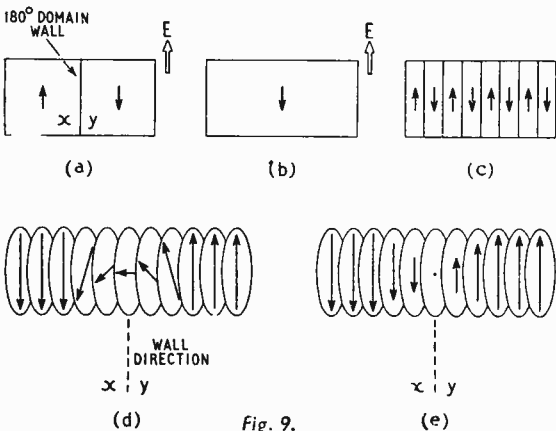 180° DOMAIN
WALL
E
E
x y
(a)
(b)
(c)
WALL
DIRECTION
x y
x y
(d)
Fig. 9.
(e)